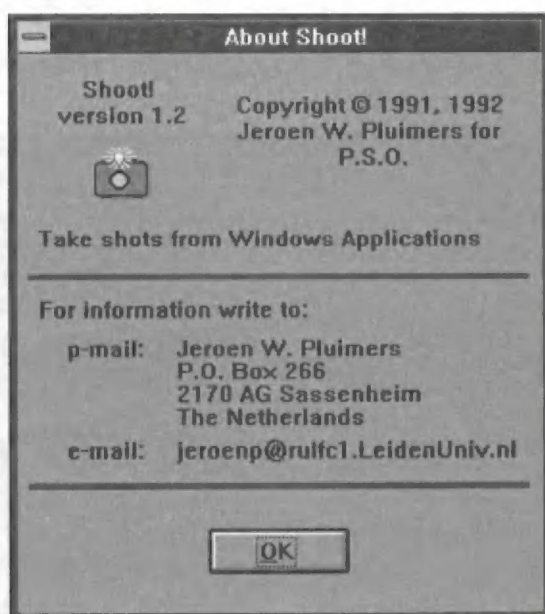 About Shoot!
Shoot!
version 1.2
Copyright © 1991, 1992
Jeroen W. Pluimers for
P.S.O.
Take shots from Windows Applications
For information write to:
p-mail: Jeroen W. Pluimers
P.O. Box 266
2170 AG Sassenheim
The Netherlands
e-mail: jeroenp@rulfc1.LeidenUniv.nl
OK